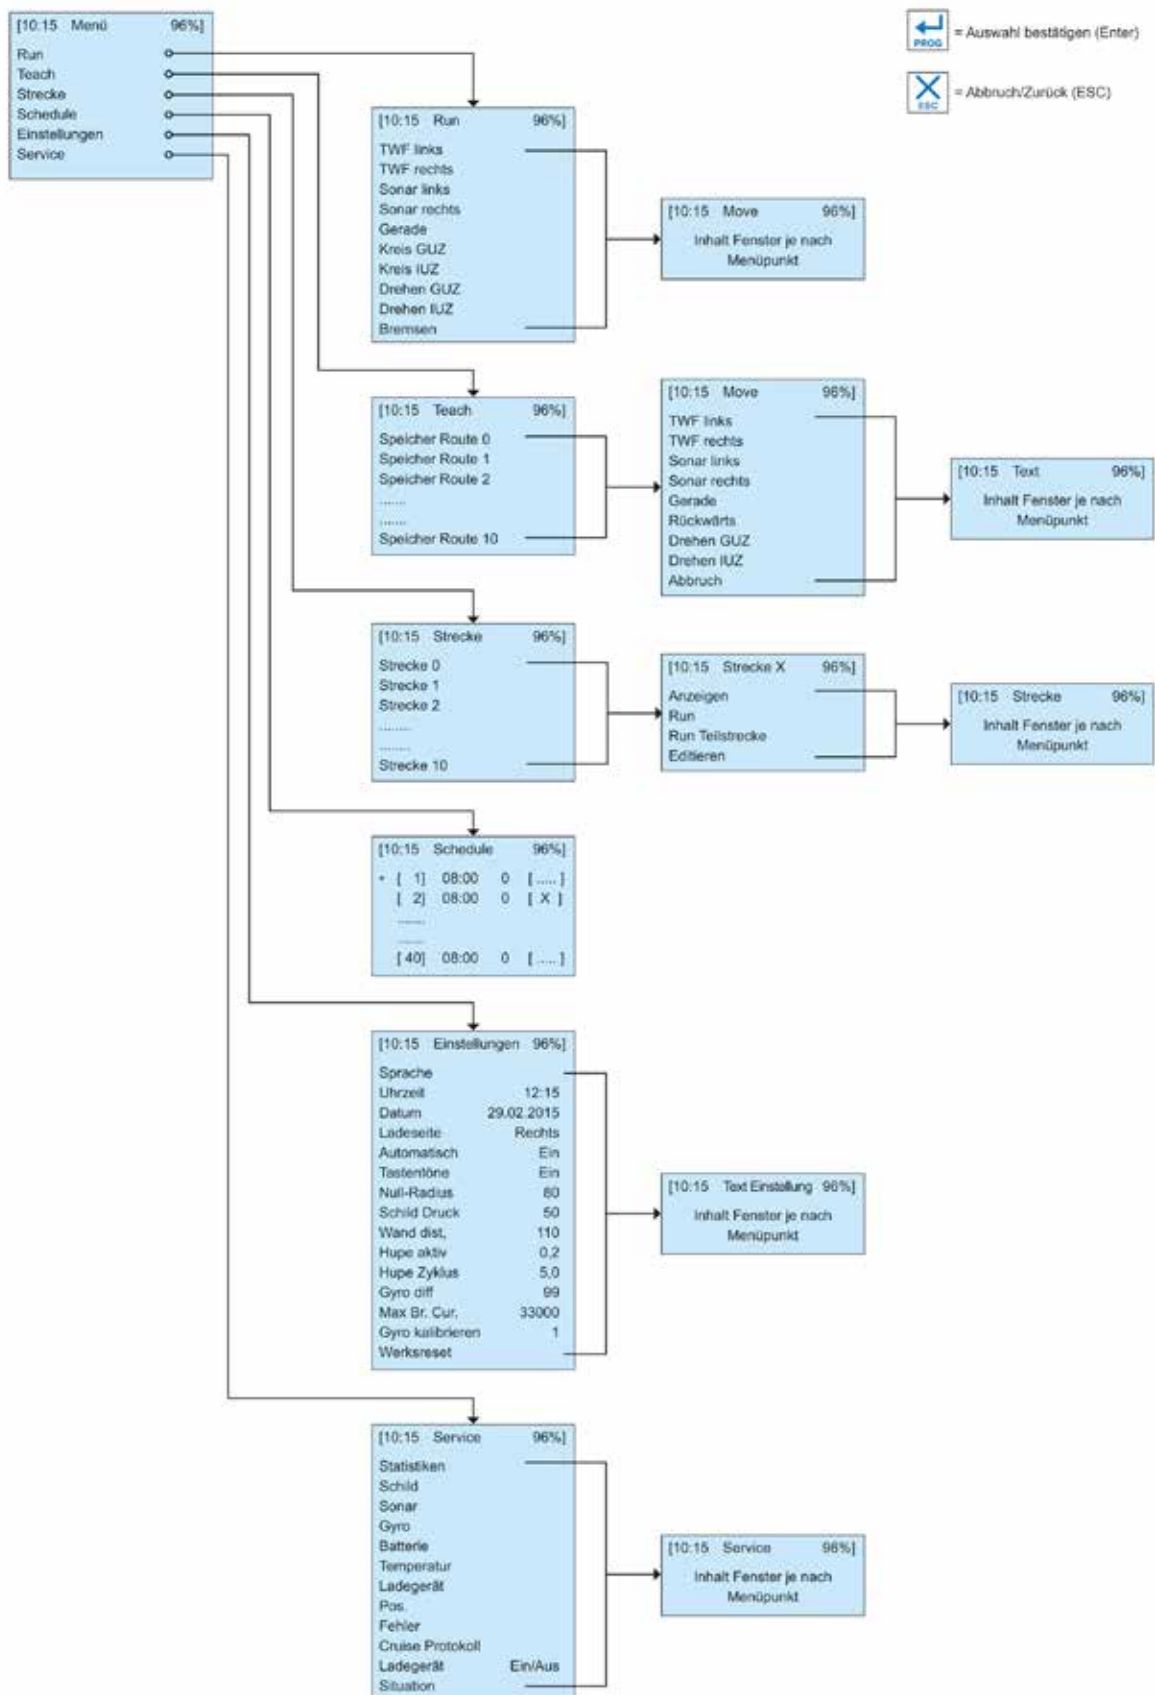 [10:15 Menü 96%]
Run
Teach
Strecke
Schedule
Einstellungen
Service
PROG = Auswahl bestätigen (Enter)
ESC = Abbruch/Zurück (ESC)
[10:15 Run 96%]
TWF links
TWF rechts
Sonar links
Sonar rechts
Gerade
Kreis GUZ
Kreis IUZ
Drehen GUZ
Drehen IUZ
Bremsen
[10:15 Move 96%]
Inhalt Fenster je nach
Menüpunkt
[10:15 Teach 96%]
Speicher Route 0
Speicher Route 1
Speicher Route 2
.......
.......
Speicher Route 10
[10:15 Move 96%]
TWF links
TWF rechts
Sonar links
Sonar rechts
Gerade
Rückwärts
Drehen GUZ
Drehen IUZ
Abbruch
[10:15 Text 96%]
Inhalt Fenster je nach
Menüpunkt
[10:15 Strecke 96%]
Strecke 0
Strecke 1
Strecke 2
........
........
Strecke 10
[10:15 Strecke X 96%]
Anzeigen
Run
Run Teilstrecke
Editieren
[10:15 Strecke 96%]
Inhalt Fenster je nach
Menüpunkt
[10:15 Schedule 96%]
+ [ 1] 08:00 0 [ ..... ]
[ 2] 08:00 0 [ X ]
.......
.......
[ 40] 08:00 0 [ ..... ]
[10:15 Einstellungen 96%]
Sprache
Uhrzeit 12:15
Datum 29.02.2015
Ladeseite Rechts
Automatisch Ein
Tastentöne Ein
Null-Radius 80
Schild Druck 50
Wand dist, 110
Hupe aktiv 0,2
Hupe Zyklus 5,0
Gyro diff 99
Max Br. Cur. 33000
Gyro kalibrieren 1
Werksreset
[10:15 Text Einstellung 96%]
Inhalt Fenster je nach
Menüpunkt
[10:15 Service 96%]
Statistiken
Schild
Sonar
Gyro
Batterie
Temperatur
Ladegerät
Pos.
Fehler
Cruise Protokoll
Ladegerät Ein/Aus
Situation
[10:15 Service 96%]
Inhalt Fenster je nach
Menüpunkt